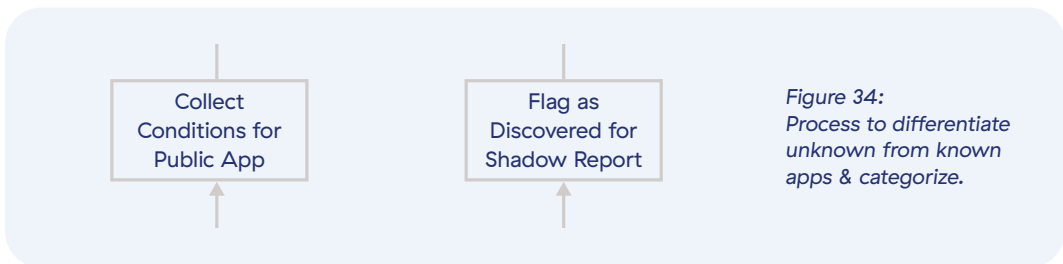 Collect
Conditions for
Public App
Flag as
Discovered for
Shadow Report
Figure 34:
Process to differentiate
unknown from known
apps & categorize.